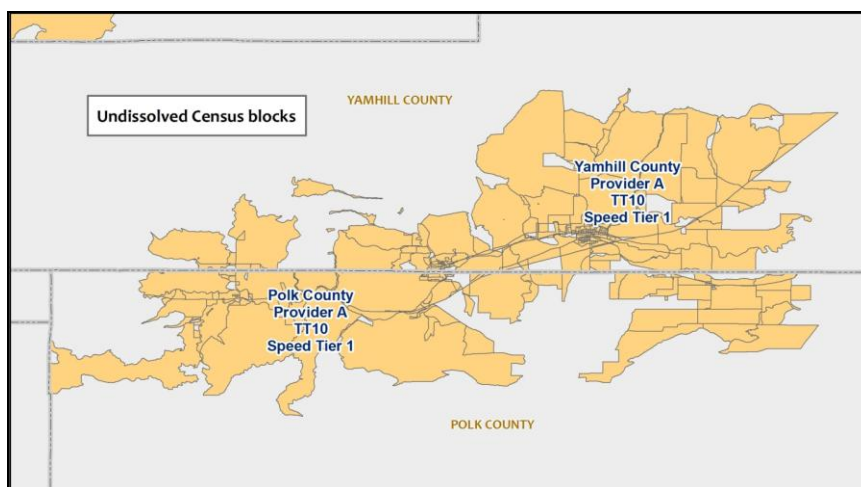 YAMHILL COUNTY
Undissolved Census blocks
Yamhill County
Provider A
TT10
Speed Tier 1
Polk County
Provider A
TT10
Speed Tier 1
POLK COUNTY